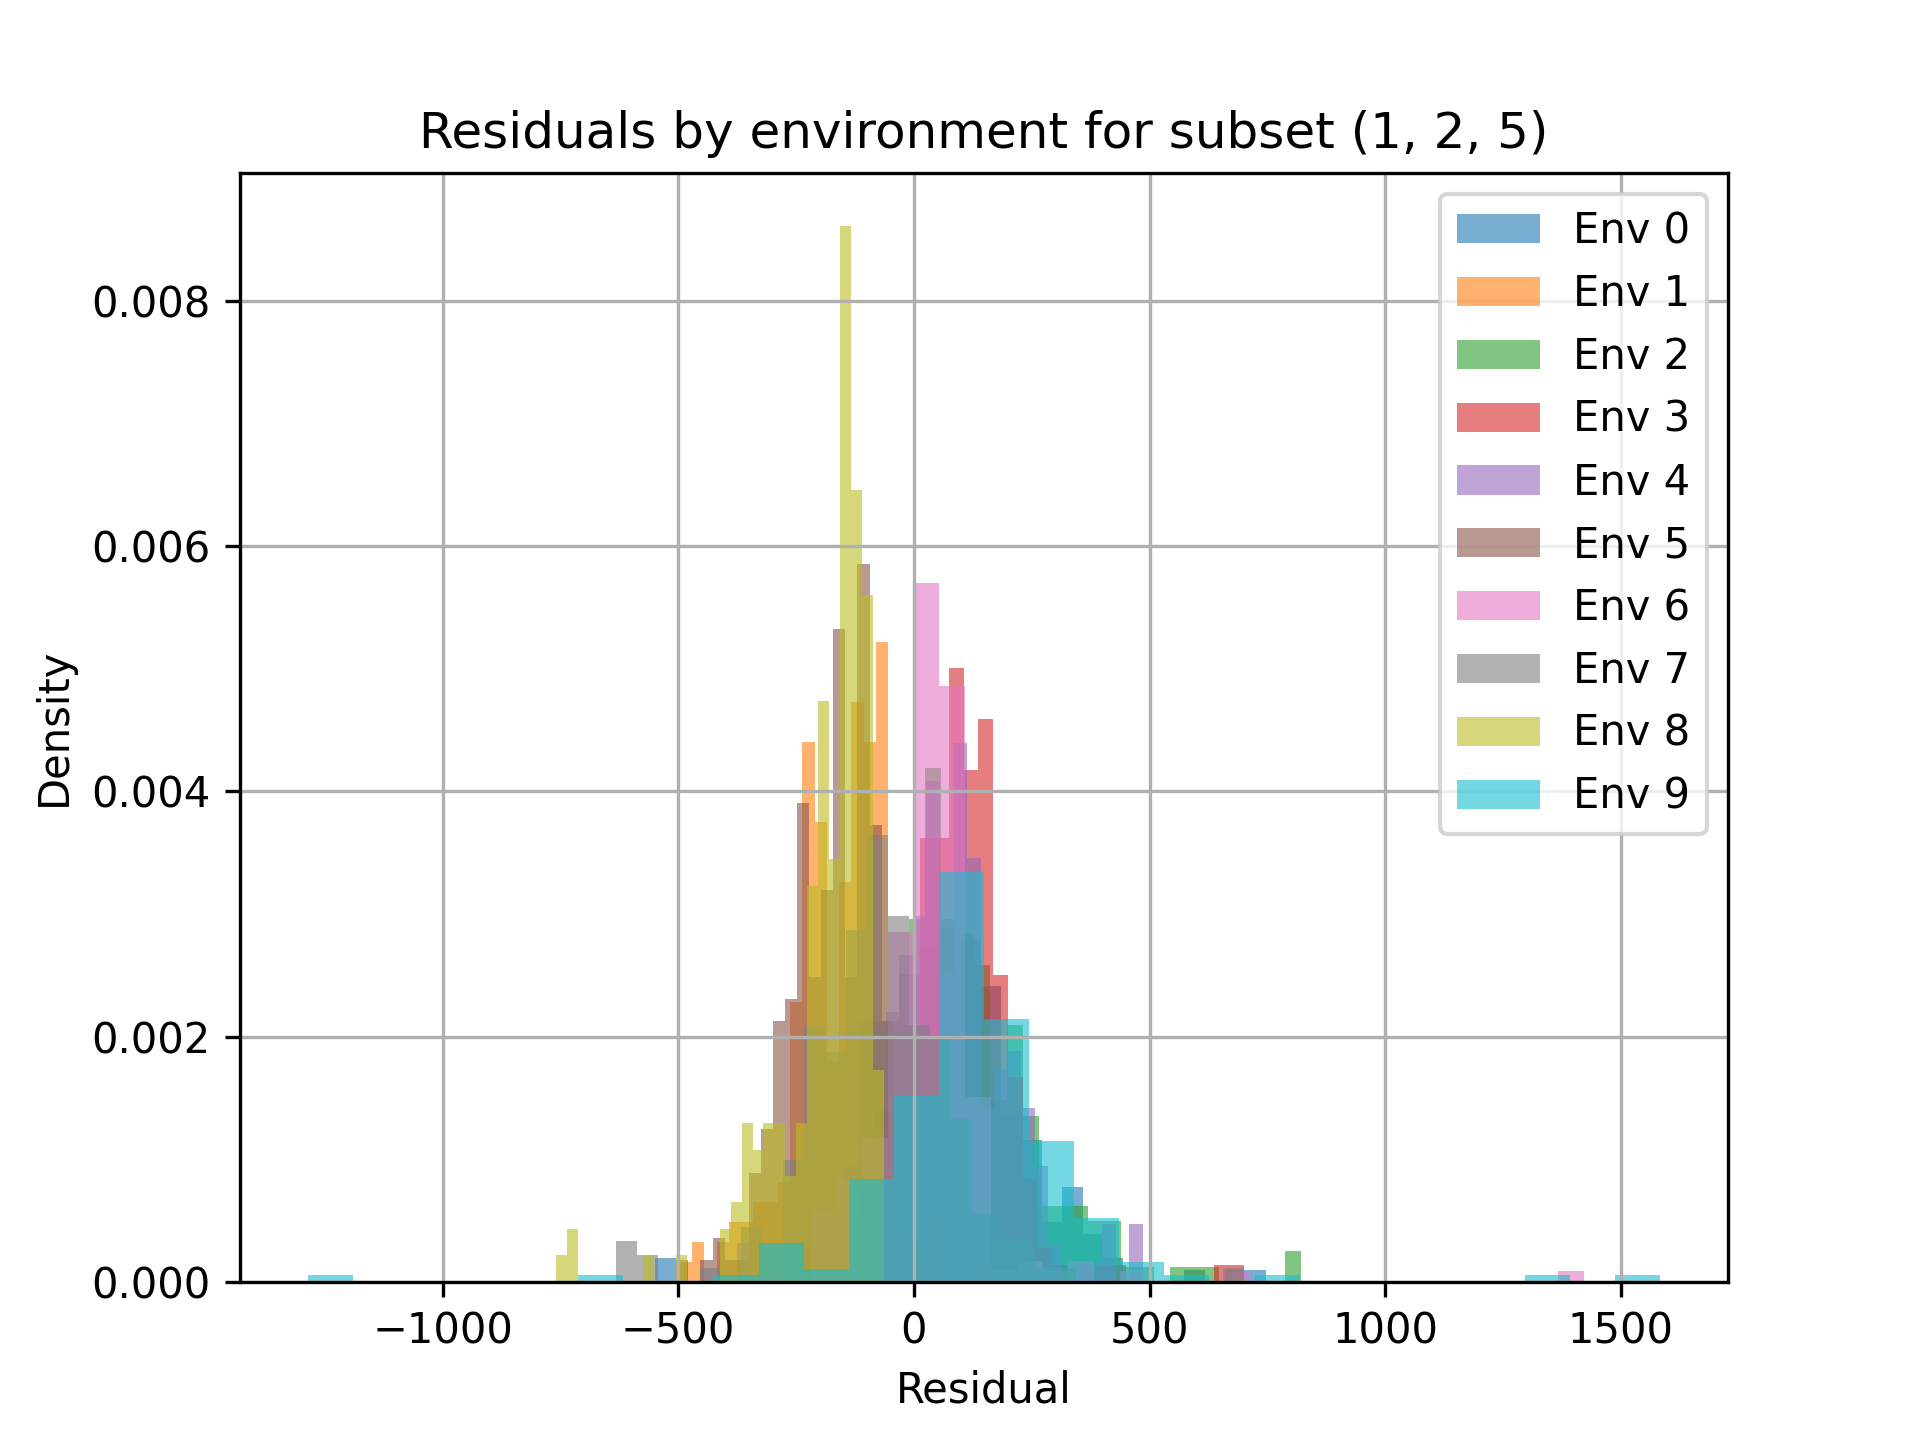 Residuals by environment for subset (1, 2, 5)
Env 0
Env 1
Env 2
Env 3
Env 4
Env 5
Env 6
Env 7
Env 8
Env 9
Density
0.008
0.006
0.004
0.002
0.000
−1000 −500 0 500 1000 1500
Residual